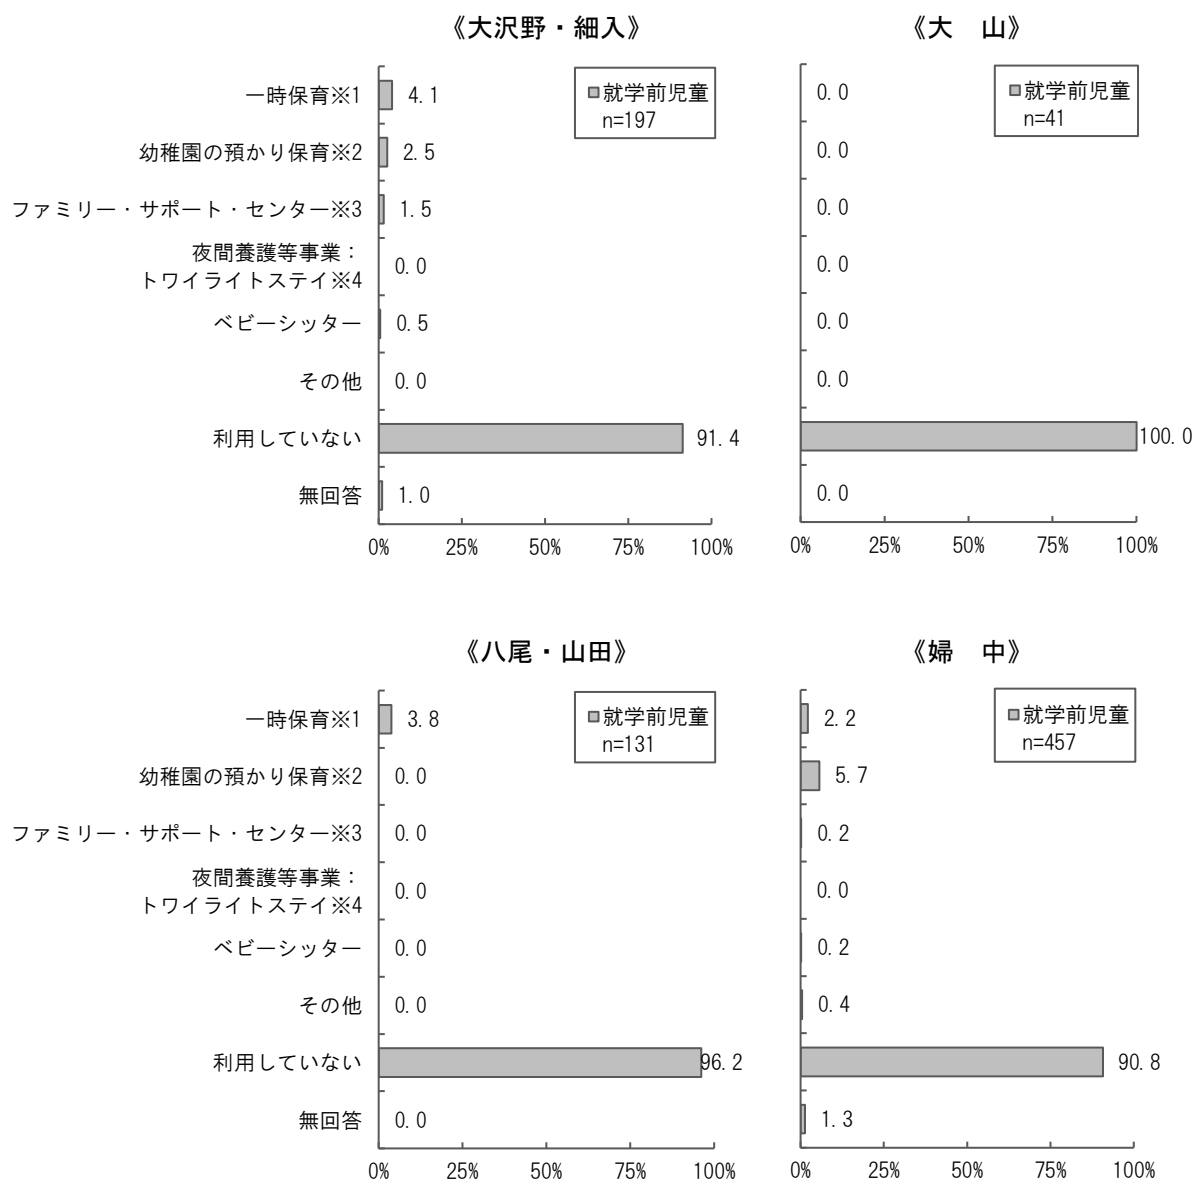 《大沢野・細入》
就学前児童
n=197
一時保育※1 4.1
幼稚園の預かり保育※2 2.5
ファミリー・サポート・センター※3 1.5
夜間養護等事業：
トワイライトステイ※4 0.0
ベビーシッター 0.5
その他 0.0
利用していない 91.4
無回答 1.0
0% 25% 50% 75% 100%
《大　山》
就学前児童
n=41
0.0
0.0
0.0
0.0
0.0
0.0
100.0
0.0
0% 25% 50% 75% 100%
《八尾・山田》
就学前児童
n=131
一時保育※1 3.8
幼稚園の預かり保育※2 0.0
ファミリー・サポート・センター※3 0.0
夜間養護等事業：
トワイライトステイ※4 0.0
ベビーシッター 0.0
その他 0.0
利用していない 96.2
無回答 0.0
0% 25% 50% 75% 100%
《婦　中》
就学前児童
n=457
2.2
5.7
0.2
0.0
0.2
0.4
90.8
1.3
0% 25% 50% 75% 100%